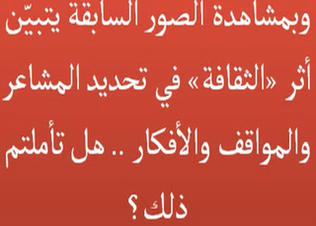 وبمشاهدة الصور السابقة يتبيّن
أثر «الثقافة» في تحديد المشاعر
والمواقف والأفكار .. هل تأملتم
ذلك ؟